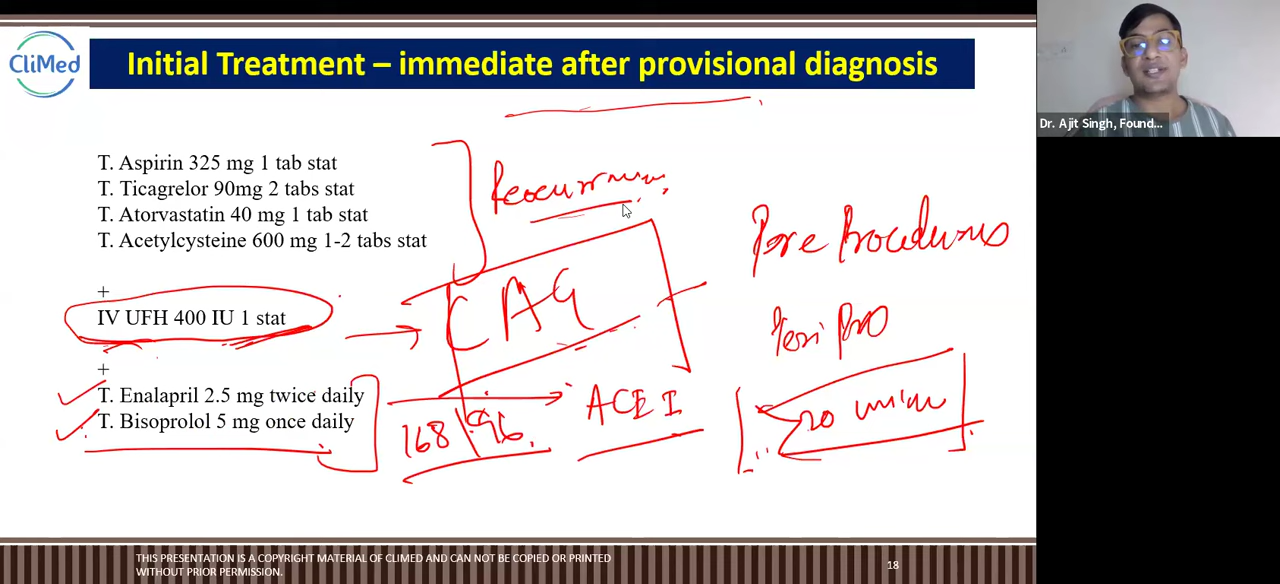 CliMed
Initial Treatment – immediate after provisional diagnosis
Dr. Ajit Singh, Found...
T. Aspirin 325 mg 1 tab stat
T. Ticagrelor 90mg 2 tabs stat
T. Atorvastatin 40 mg 1 tab stat
T. Acetylcysteine 600 mg 1-2 tabs stat
+
IV UFH 400 IU 1 stat
+
T. Enalapril 2.5 mg twice daily
T. Bisoprolol 5 mg once daily
CAG
168 96
ACEI
20
THIS PRESENTATION IS A COPYRIGHT MATERIAL OF CLIMED AND CAN NOT BE COPIED OR PRINTED
WITHOUT PRIOR PERMISSION.
18